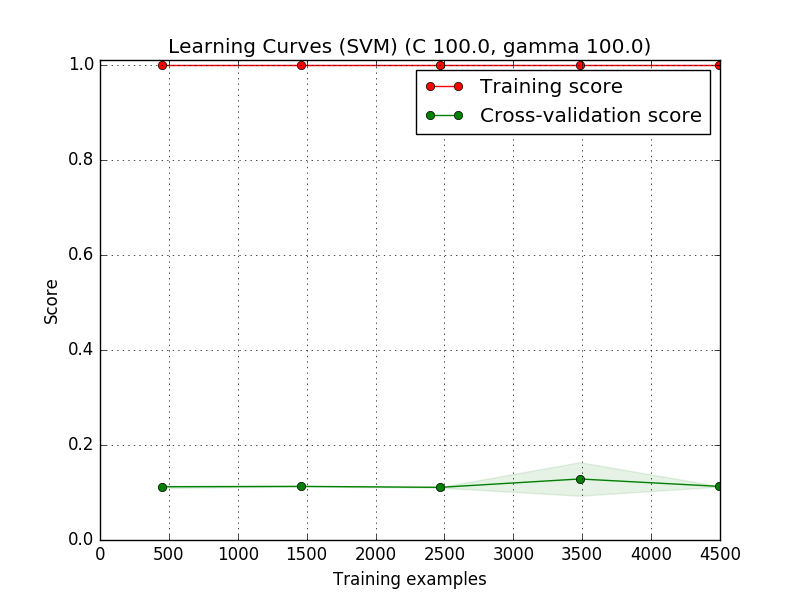 Learning Curves (SVM) (C 100.0, gamma 100.0)
Training score
Cross-validation score
Score
1.0
0.8
0.6
0.4
0.2
0.0
0 500 1000 1500 2000 2500 3000 3500 4000 4500
Training examples